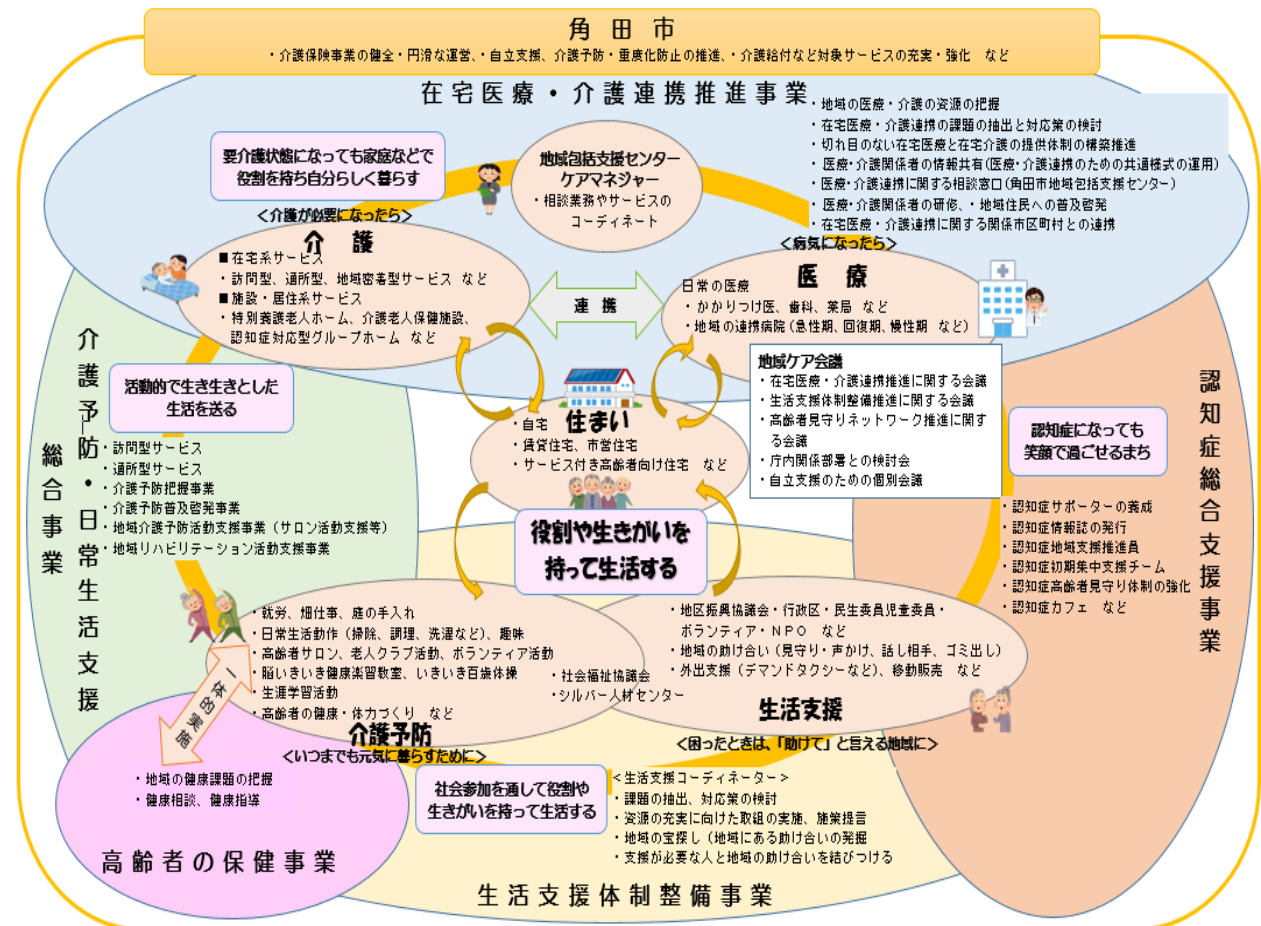 角田市
・介護保険事業の健全・円滑な運営、・自立支援、介護予防・重度化防止の推進、・介護給付など対象サービスの充実・強化 など
在宅医療・介護連携推進事業
・地域の医療・介護の資源の把握
・在宅医療・介護連携の課題の抽出と対応策の検討
・切れ目のない在宅医療と在宅介護の提供体制の構築推進
・医療・介護関係者の情報共有(医療・介護連携のための共通様式の運用)
・医療・介護連携に関する相談窓口(角田市地域包括支援センター)
・医療・介護関係者の研修、・地域住民への普及啓発
・在宅医療・介護連携に関する関係市区町村との連携
要介護状態になっても家庭などで
役割を持ち自分らしく暮らす
地域包括支援センター
ケアマネジャー
・相談業務やサービスの
コーディネート
<介護が必要になったら>
介 護
■在宅系サービス
・訪問型、通所型、地域密着型サービス など
■施設・居住系サービス
・特別養護老人ホーム、介護老人保健施設、
認知症対応型グループホーム など
連 携
<病気になったら>
医 療
日常の医療
・かかりつけ医、歯科、薬局 など
・地域の連携病院(急性期、回復期、慢性期 など)
地域ケア会議
・在宅医療・介護連携推進に関する会議
・生活支援体制整備推進に関する会議
・高齢者見守りネットワーク推進に関す
る会議
・庁内関係部署との検討会
・自立支援のための個別会議
住まい
・自宅
・賃貸住宅、市営住宅
・サービス付き高齢者向け住宅 など
役割や生きがいを
持って生活する
介護予防・日常生活支援
総合事業
活動的で生き生きとした
生活を送る
・訪問型サービス
・通所型サービス
・介護予防把握事業
・介護予防普及啓発事業
・地域介護予防活動支援事業(サロン活動支援等)
・地域リハビリテーション活動支援事業
認知症総合支援事業
認知症になっても
笑顔で過ごせるまち
・認知症サポーターの養成
・認知症情報誌の発行
・認知症地域支援推進員
・認知症初期集中支援チーム
・認知症高齢者見守り体制の強化
・認知症カフェ など
・就労、畑仕事、庭の手入れ
・日常生活動作(掃除、調理、洗濯など)、趣味
・高齢者サロン、老人クラブ活動、ボランティア活動
・脳いきいき健康楽習教室、いきいき百歳体操
・生涯学習活動
・高齢者の健康・体力づくり など
介護予防
<いつまでも元気に暮らすために>
・社会福祉協議会
・シルバー人材センター
・地区振興協議会・行政区・民生委員児童委員・
ボランティア・NPO など
・地域の助け合い(見守り・声かけ、話し相手、ゴミ出し)
・外出支援(デマンドタクシーなど)、移動販売 など
生活支援
<困ったときは、「助けて」と言える地域に>
一体的実施
・地域の健康課題の把握
・健康相談、健康指導
高齢者の保健事業
社会参加を通して役割や
生きがいを持って生活する
<生活支援コーディネーター>
・課題の抽出、対応策の検討
・資源の充実に向けた取組の実施、施策提言
・地域の宝探し(地域にある助け合いの発掘
・支援が必要な人と地域の助け合いを結びつける
生活支援体制整備事業